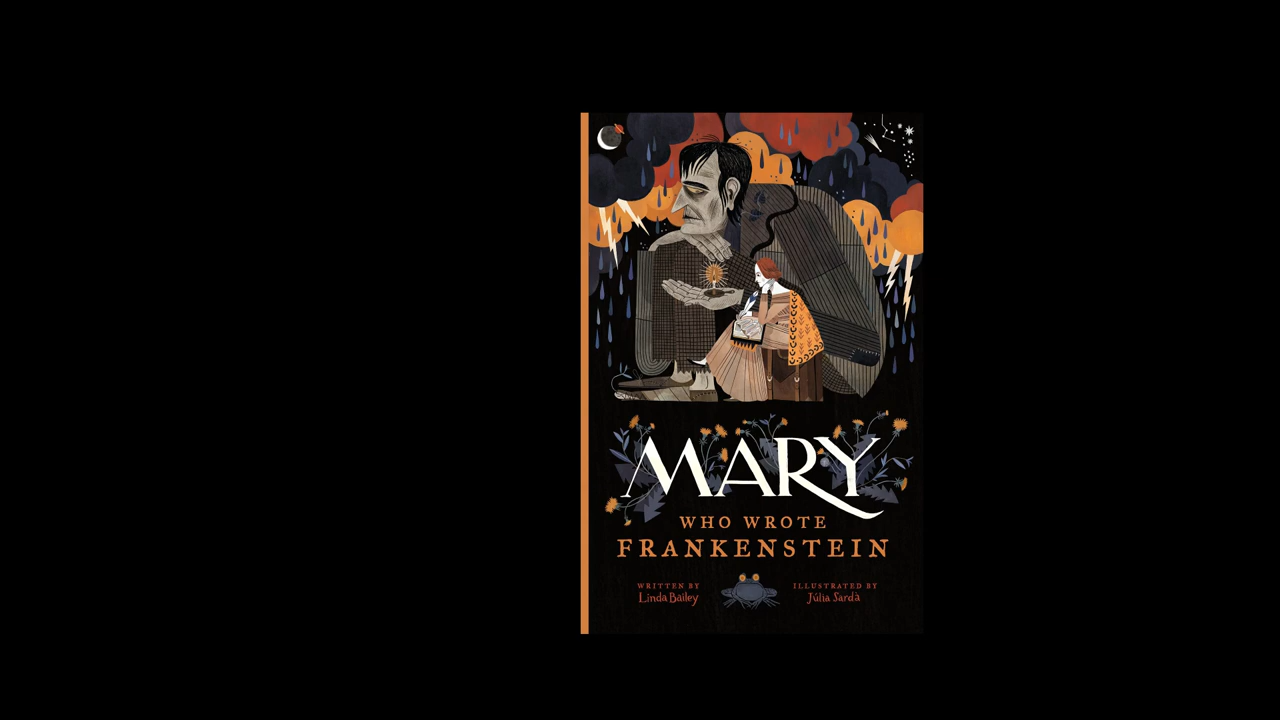 MARY
WHO WROTE
FRANKENSTEIN
WRITTEN BY
Linda Bailey
ILLUSTRATED BY
Júlia Sardà